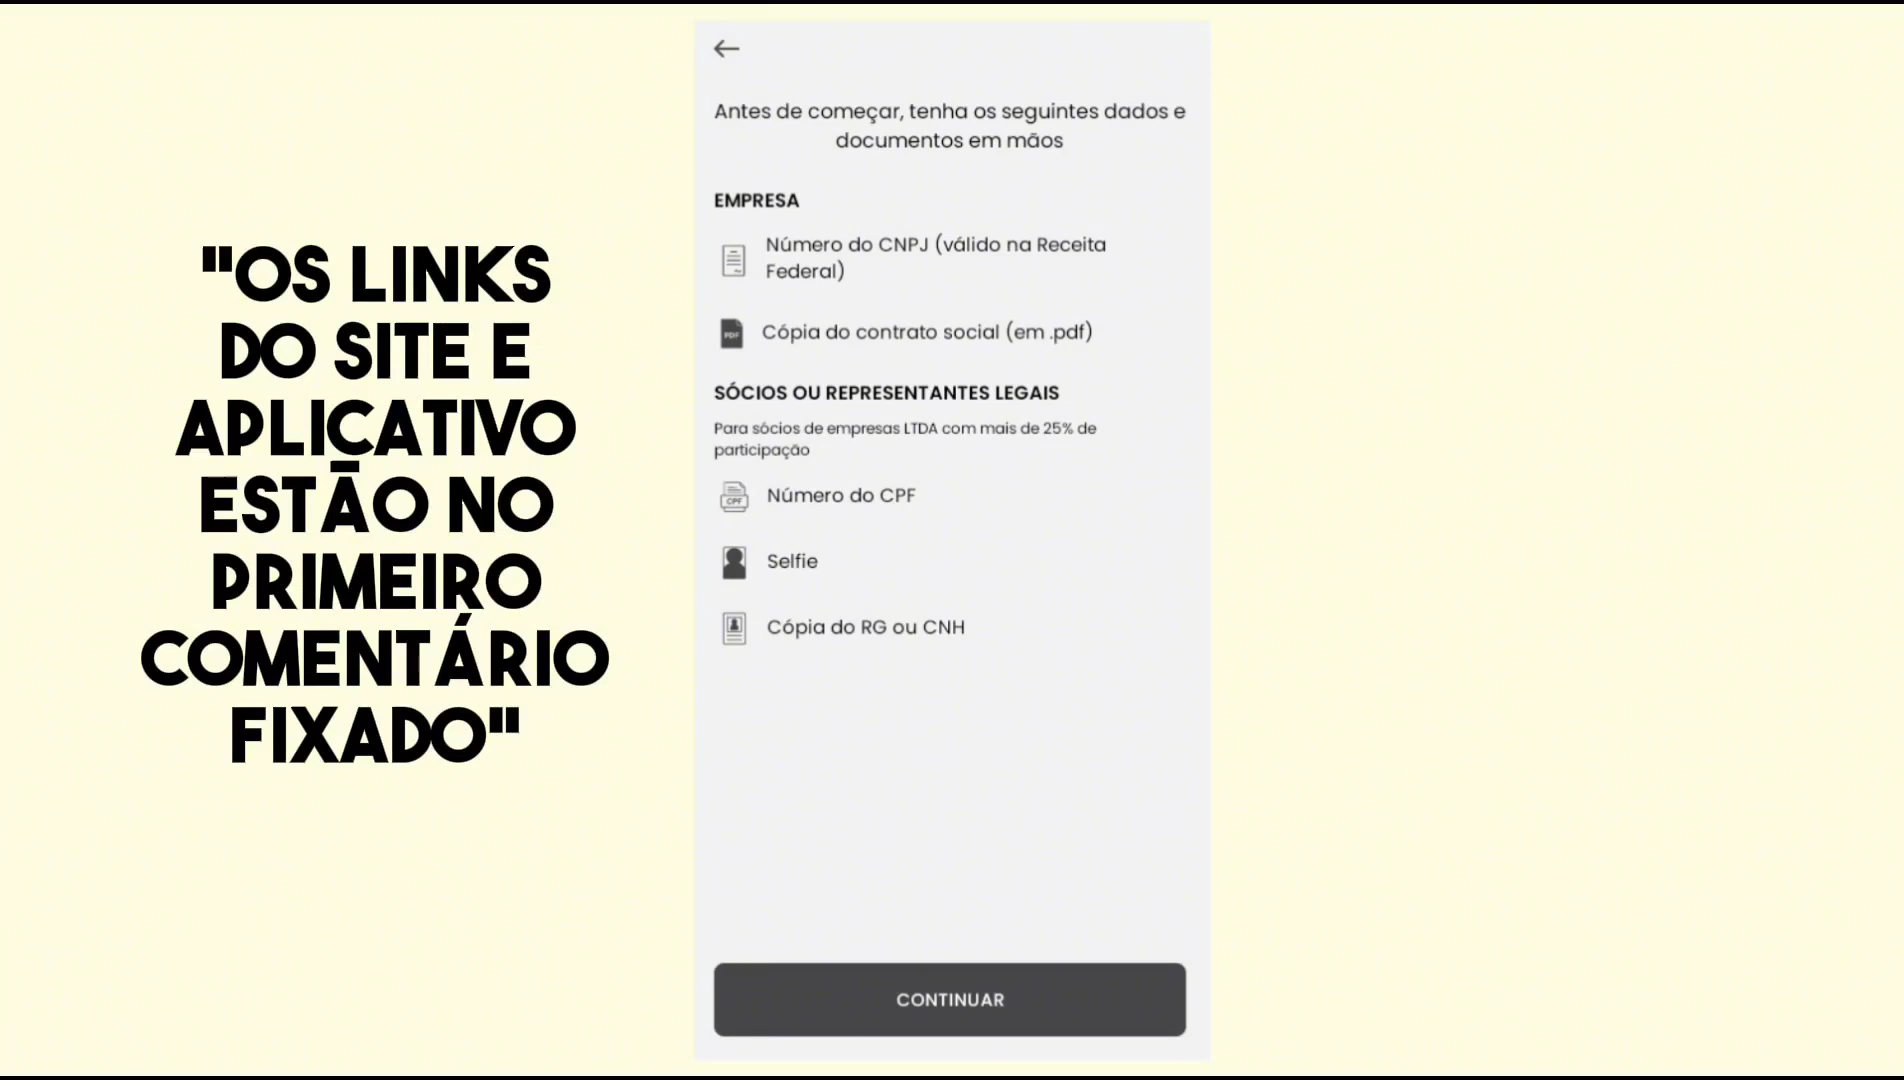 "OS LINKS
DO SITE E
APLICATIVO
ESTÃO NO
PRIMEIRO
COMENTÁRIO
FIXADO"
Antes de começar, tenha os seguintes dados e
documentos em mãos
EMPRESA
Número do CNPJ (válido na Receita
Federal)
PDF
Cópia do contrato social (em .pdf)
SÓCIOS OU REPRESENTANTES LEGAIS
Para sócios de empresas LTDA com mais de 25% de
participação
CPF
Número do CPF
Selfie
Cópia do RG ou CNH
CONTINUAR